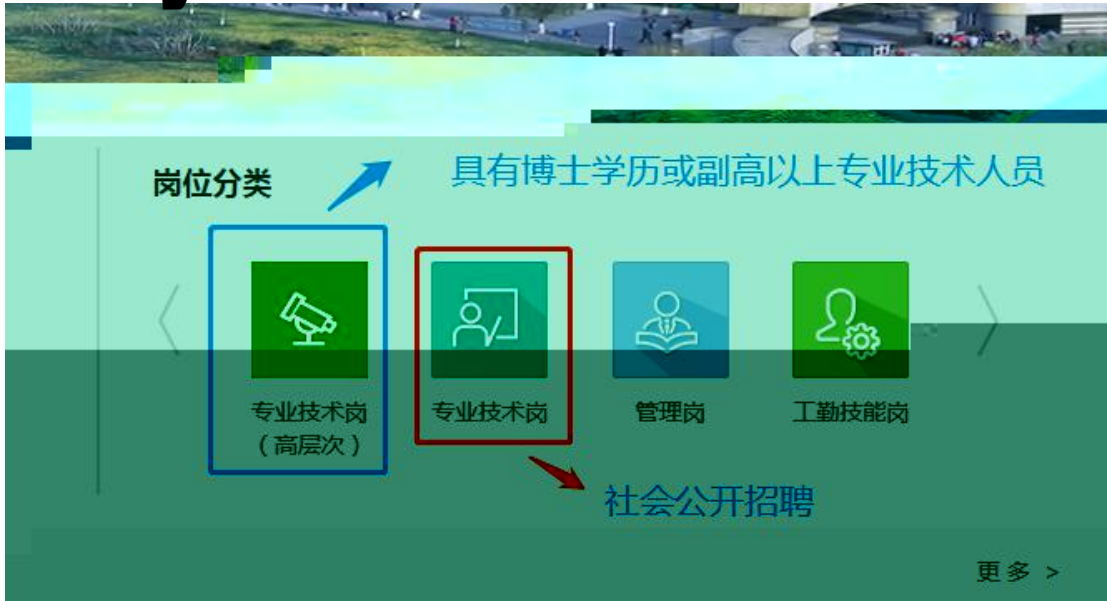 具有博士学历或副高以上专业技术人员
岗位分类
专业技术岗
（高层次）
专业技术岗
管理岗
工勤技能岗
社会公开招聘
更多 >